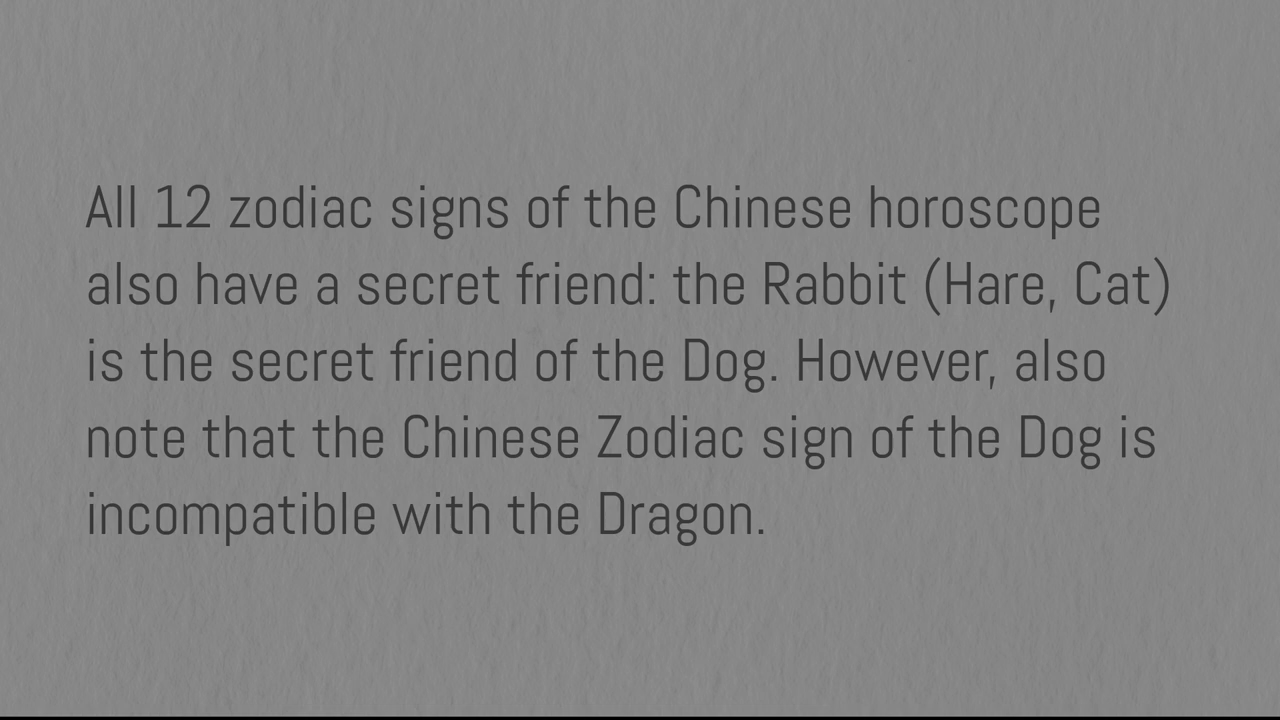 All 12 zodiac signs of the Chinese horoscope
also have a secret friend: the Rabbit (Hare, Cat)
is the secret friend of the Dog. However, also
note that the Chinese Zodiac sign of the Dog is
incompatible with the Dragon.